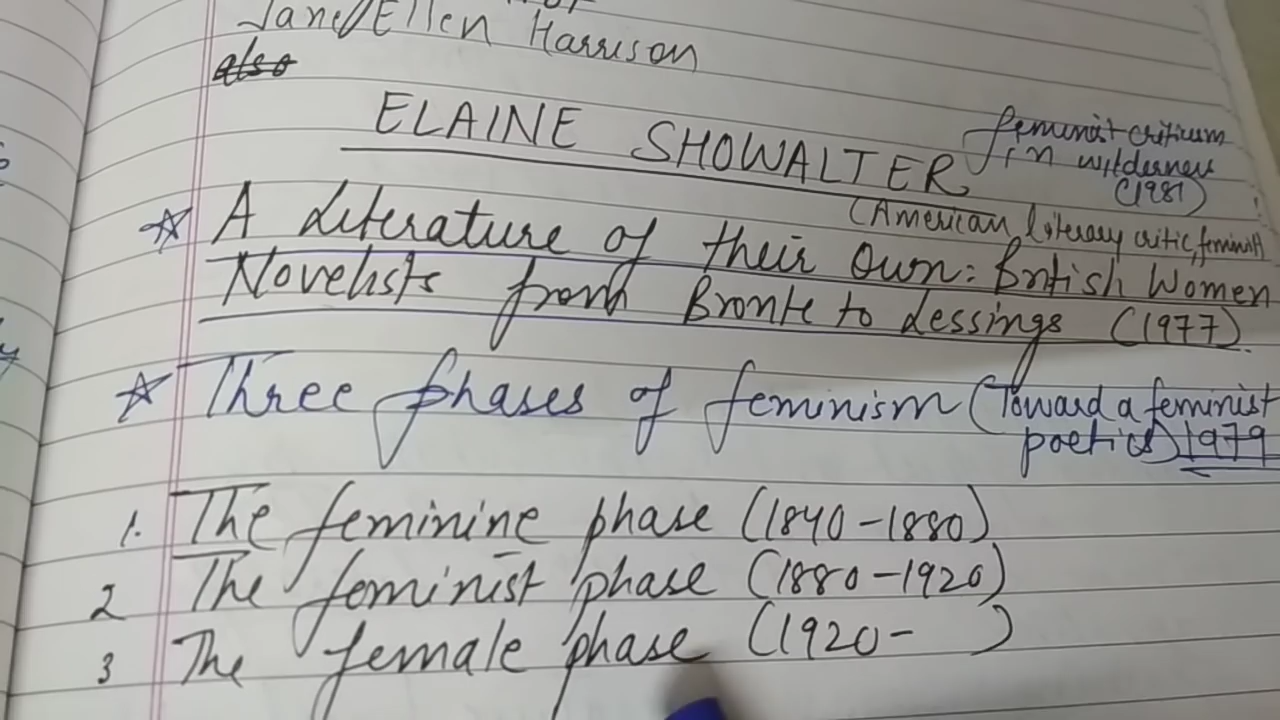 Jane Ellen Harrison
also
ELAINE SHOWALTER
feminist criticism
in wilderness
(1981)
(American literary critic, feminist)
☆ A Literature of their Own: British Women
Novelists from Bronte to Lessings (1977).
☆ Three phases of feminism (Toward a feminist
poetics) 1979
1. The feminine phase (1840-1880)
2 The feminist phase (1880-1920)
3 The female phase (1920- )